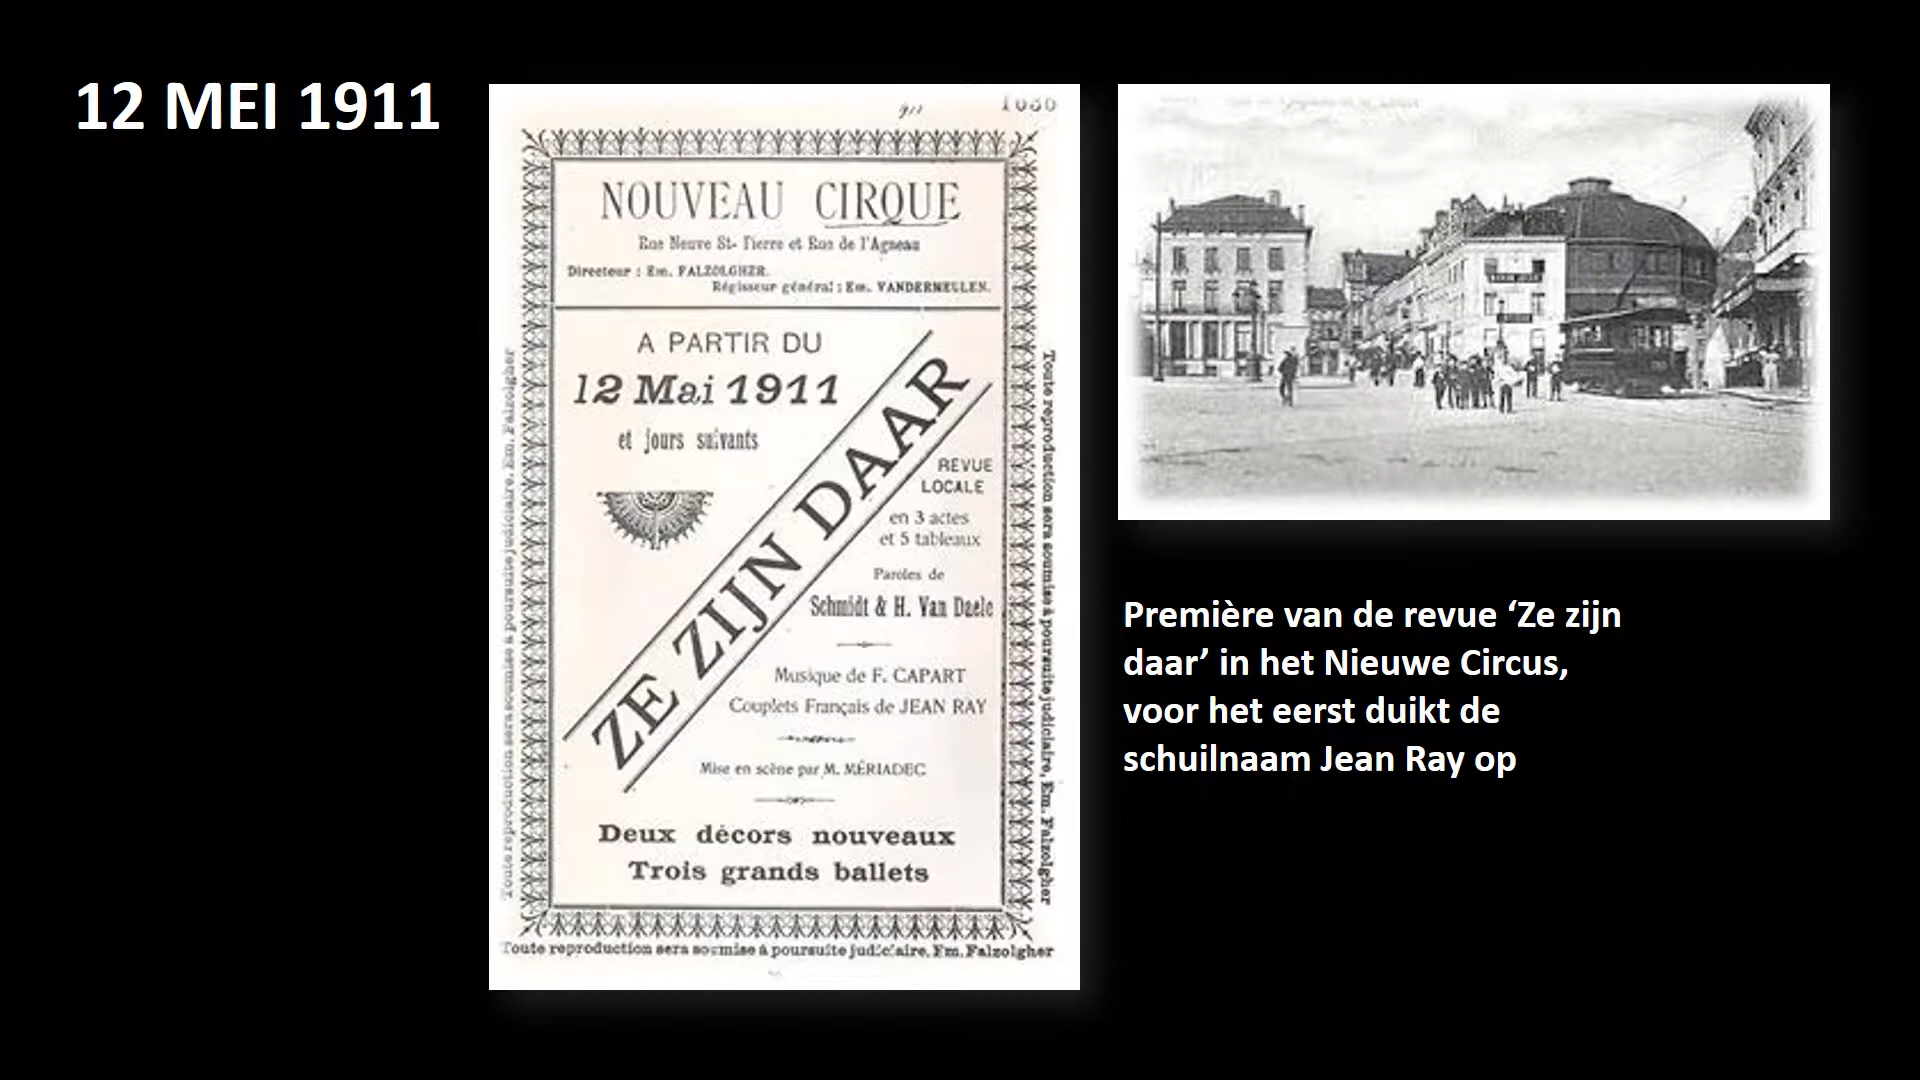 12 MEI 1911
NOUVEAU CIRQUE
Rue Neuve St-Pierre et Rue de l'Agneau
Directeur : Em. FALZOLGHER.
Régisseur général : Em. VANDERMEULEN.
A PARTIR DU
12 Mai 1911
et jours suivants
ZE ZIJN DAAR
REVUE
LOCALE
en 3 actes
et 5 tableaux
Paroles de
Schmidt & H. Van Daele
Musique de F. CAPART
Couplets Français de JEAN RAY
Mise en scène par M. MÉRIADEC
Deux décors nouveaux
Trois grands ballets
Toute reproduction sera soumise à poursuite judiciaire. Em. Falzolgher
Toute reproduction sera soumise à poursuite judiciaire, Em. Falzolgher
Toute reproduction sera soumise à poursuite judiciaire. Em. Falzolgher
Première van de revue ‘Ze zijn
daar’ in het Nieuwe Circus,
voor het eerst duikt de
schuilnaam Jean Ray op